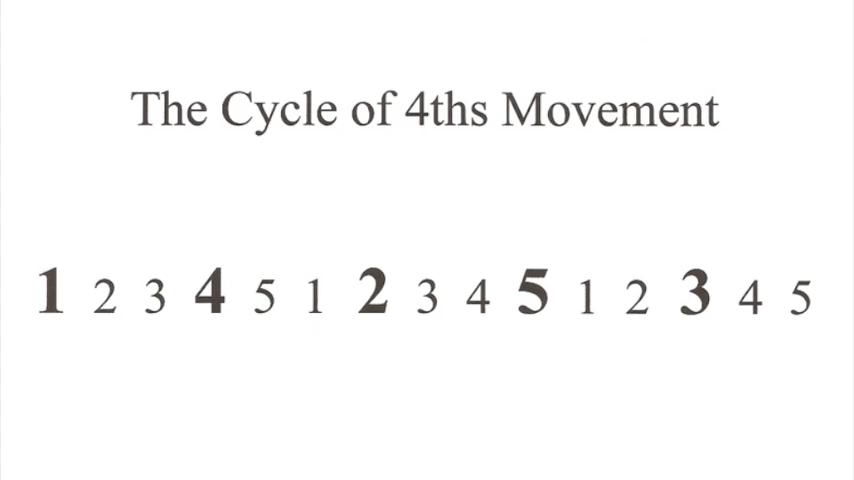 The Cycle of 4ths Movement
1 2 3 4 5 1 2 3 4 5 1 2 3 4 5